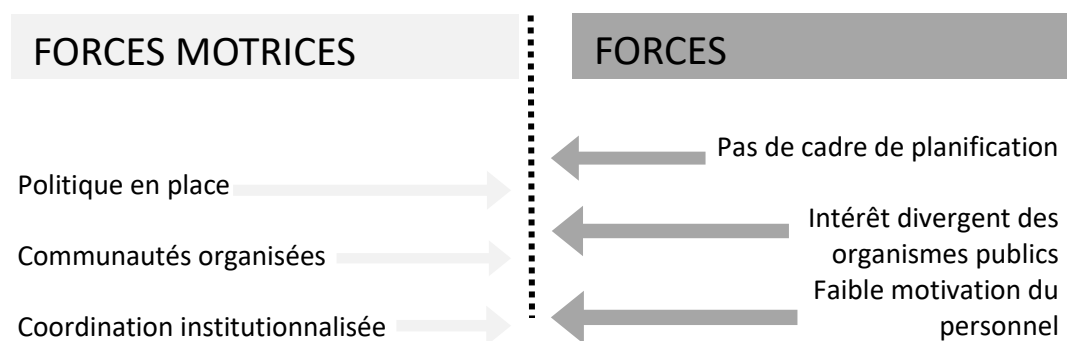 FORCES MOTRICES
FORCES
Politique en place
Communautés organisées
Coordination institutionnalisée
Pas de cadre de planification
Intérêt divergent des
organismes publics
Faible motivation du
personnel